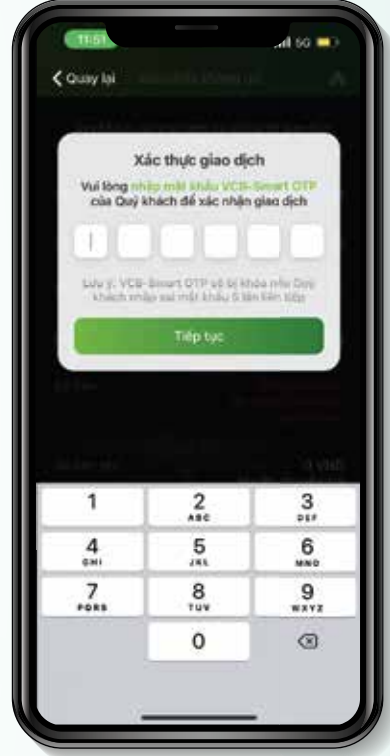 11:51
5G
Quay lại
Xác thực giao dịch
Vui lòng nhập mật khẩu VCB-Smart OTP
của Quý khách để xác nhận giao dịch
Lưu ý: VCB-Smart OTP sẽ bị khóa nếu Quý
khách nhập sai mật khẩu 5 lần liên tiếp
Tiếp tục
0 VND
1 2 3
ABC DEF
4 5 6
GHI JKL MNO
7 8 9
PQRS TUV WXYZ
0